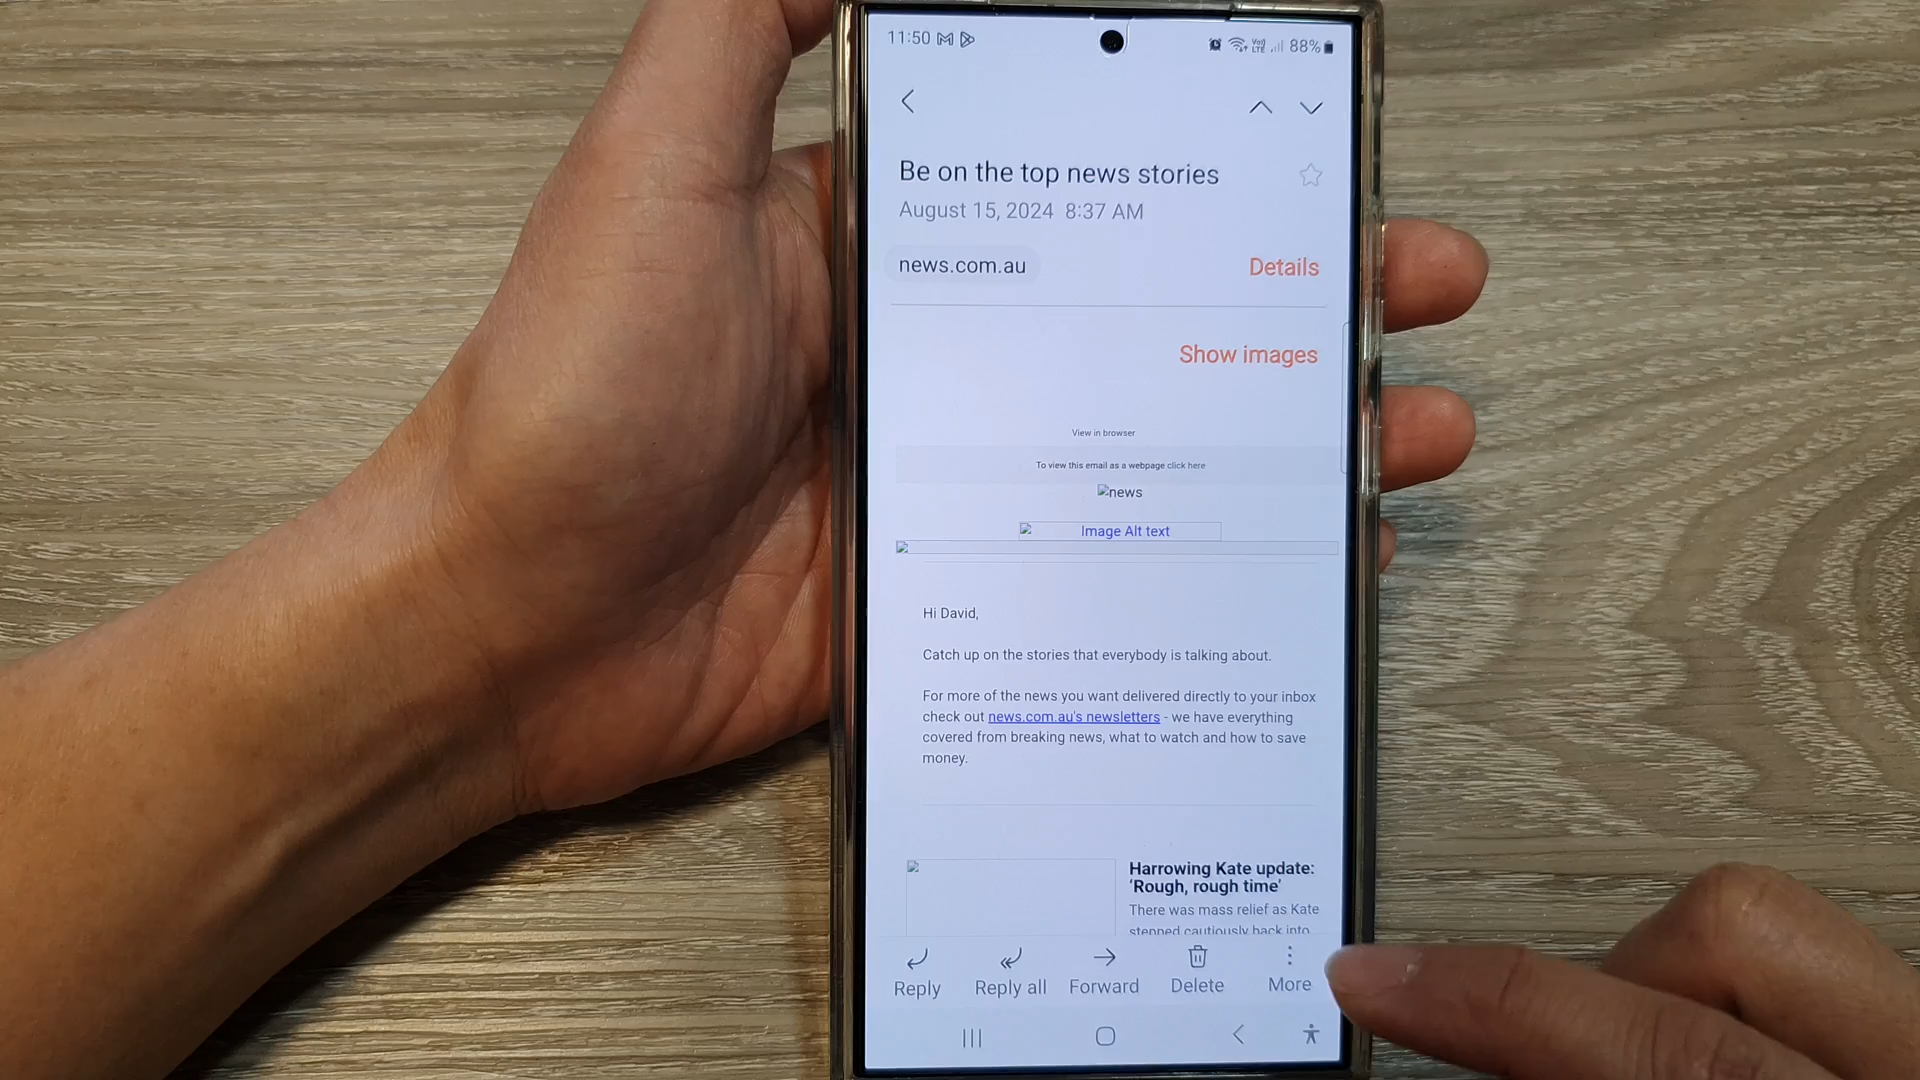 11:50 88%
Be on the top news stories
August 15, 2024 8:37 AM
news.com.au Details
Show images
View in browser
To view this email as a webpage click here
news
Image Alt text
Hi David,
Catch up on the stories that everybody is talking about.
For more of the news you want delivered directly to your inbox
check out news.com.au's newsletters - we have everything
covered from breaking news, what to watch and how to save
money.
Harrowing Kate update:
'Rough, rough time'
There was mass relief as Kate
stepped cautiously back into
Reply Reply all Forward Delete More